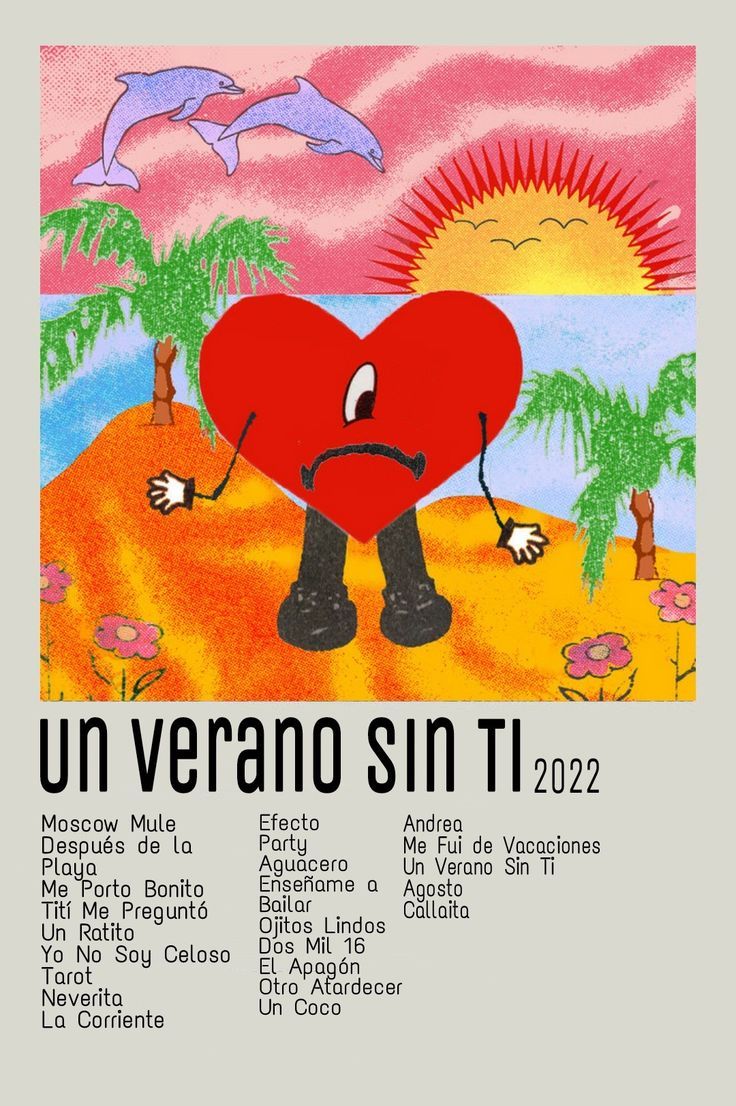 un verano sin ti 2022
Moscow Mule
Después de la
Playa
Me Porto Bonito
Tití Me Preguntó
Un Ratito
Yo No Soy Celoso
Tarot
Neverita
La Corriente
Efecto
Party
Aguacero
Enseñame a
Bailar
Ojitos Lindos
Dos Mil 16
El Apagón
Otro Atardecer
Un Coco
Andrea
Me Fui de Vacaciones
Un Verano Sin Ti
Agosto
Callaita